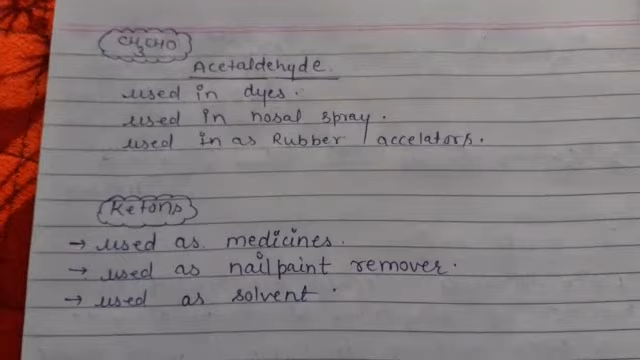 CH3CHO
Acetaldehyde
used in dyes.
used in nosal spray.
used in as Rubber accelators.
Ketons
→ used as medicines.
→ used as nailpaint remover.
→ used as solvent.